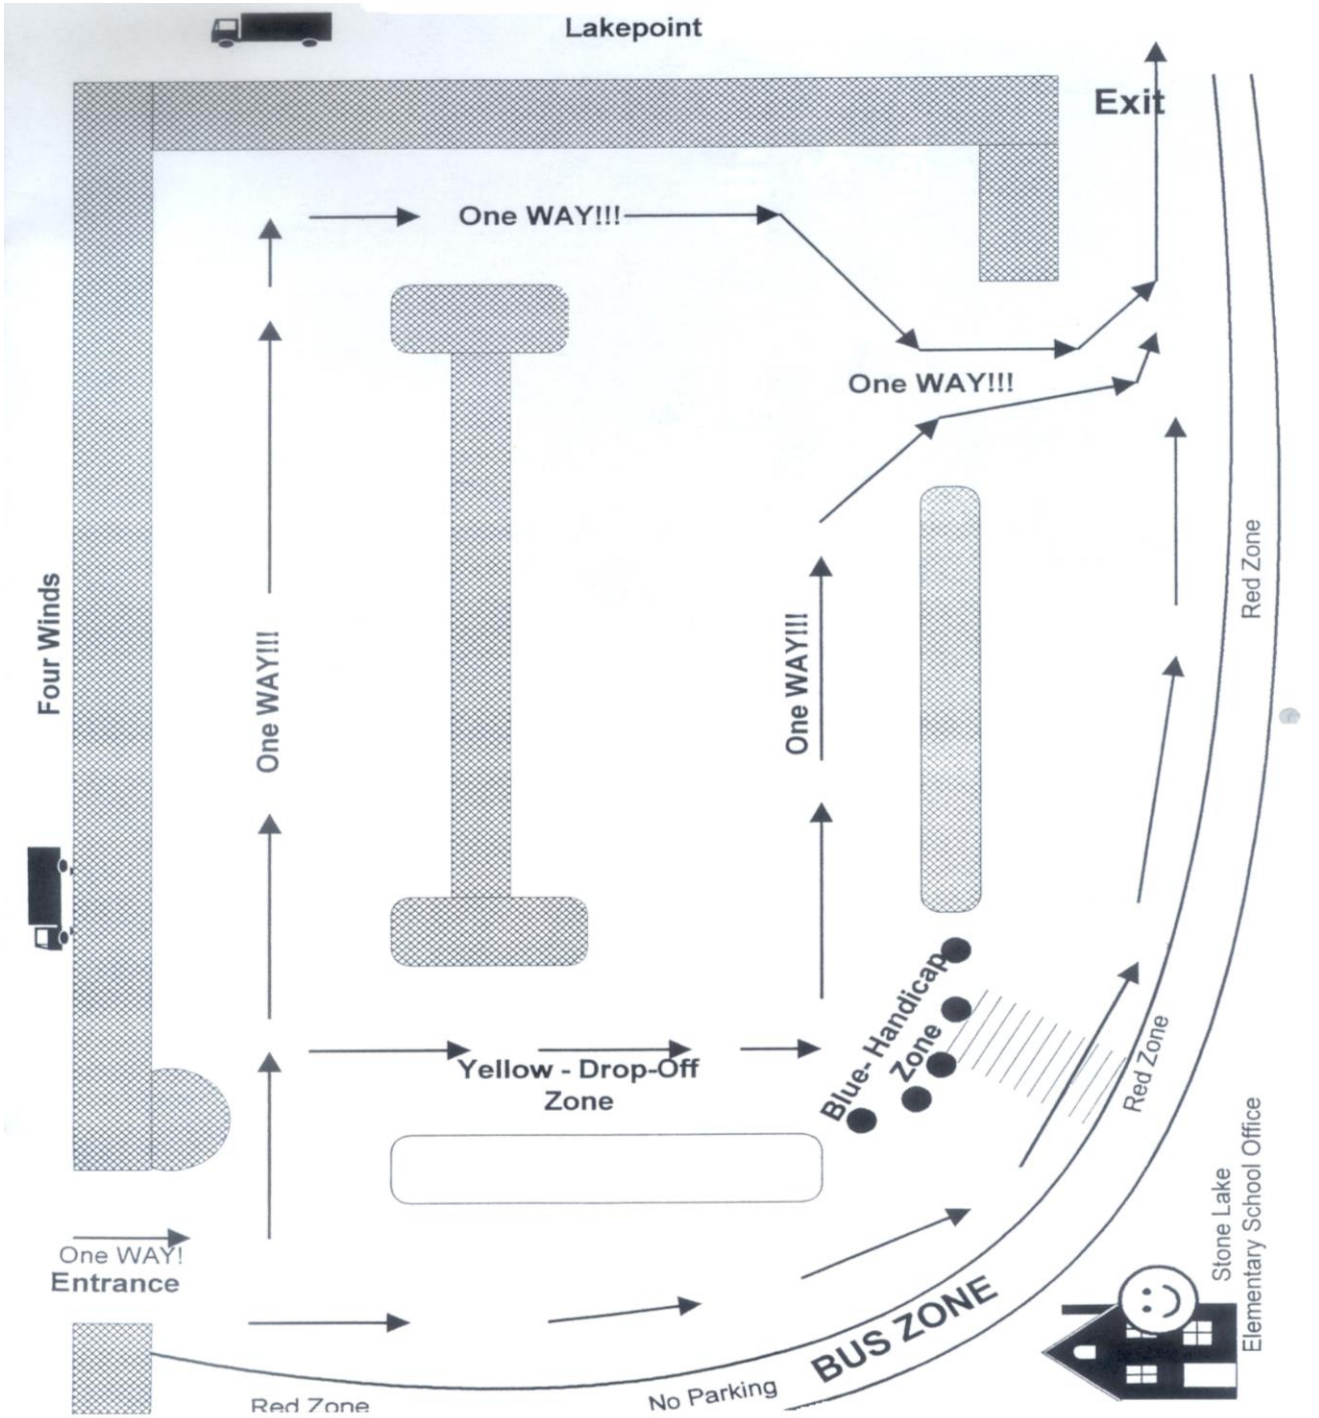 Lakepoint
Exit
One WAY!!!
One WAY!!!
Four Winds
One WAY!!!
One WAY!!!
Red Zone
Blue- Handicap
Zone
Yellow - Drop-Off
Zone
Red Zone
One WAY!
Entrance
Stone Lake
Elementary School Office
BUS ZONE
No Parking
Red Zone